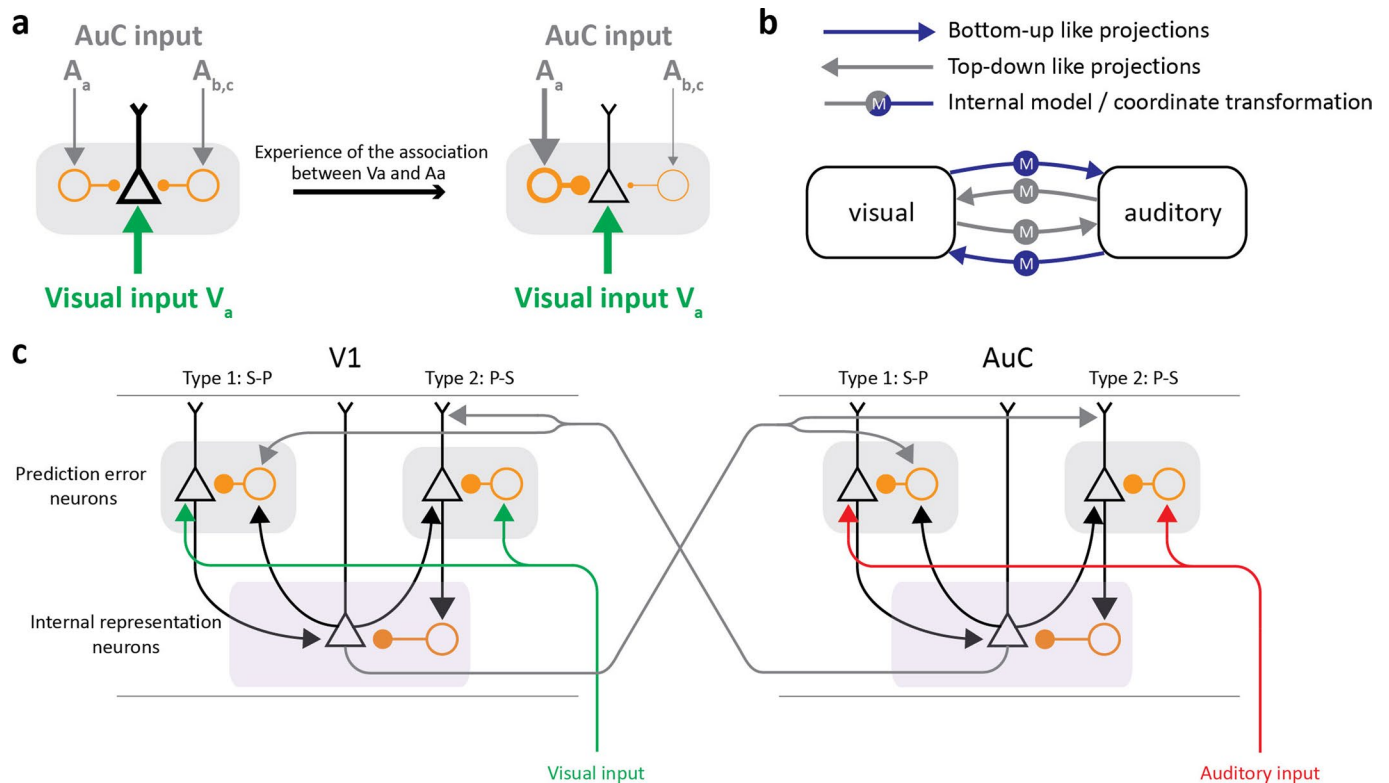 a
AuC input
AuC input
Aa
Ab,c
Aa
Ab,c
Experience of the association
between Va and Aa
Visual input Va
Visual input Va
b
Bottom-up like projections
Top-down like projections
M
Internal model / coordinate transformation
visual
M
M
M
M
auditory
c
V1
AuC
Type 1: S-P
Type 2: P-S
Type 1: S-P
Type 2: P-S
Prediction error
neurons
Internal representation
neurons
Visual input
Auditory input